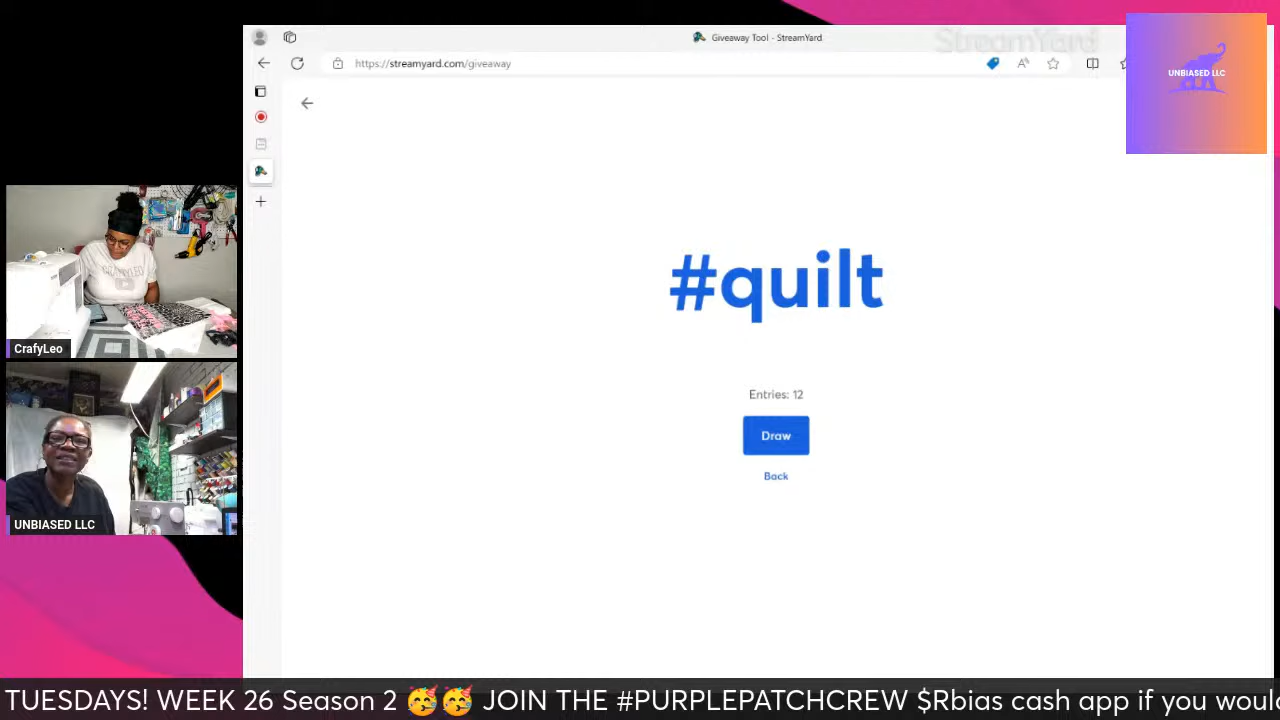 Giveaway Tool - StreamYard
StreamYard
https://streamyard.com/giveaway
UNBIASED LLC
#quilt
Entries: 12
Draw
Back
CrafyLeo
UNBIASED LLC
TUESDAYS! WEEK 26 Season 2 🥳🥳 JOIN THE #PURPLEPATCHCREW $Rbias cash app if you would